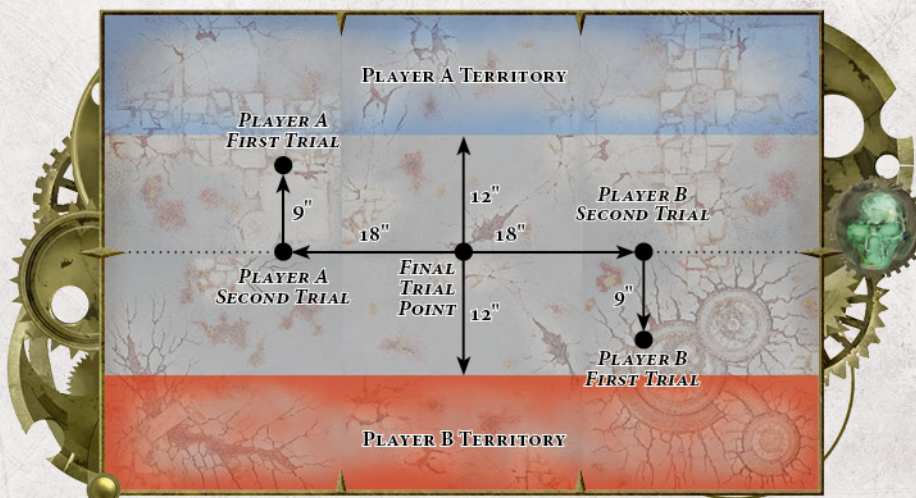 Player A Territory
Player A
First Trial
12"
9"
Player B
Second Trial
18"
18"
Player A
Second Trial
Final
Trial
Point
9"
12"
Player B
First Trial
Player B Territory